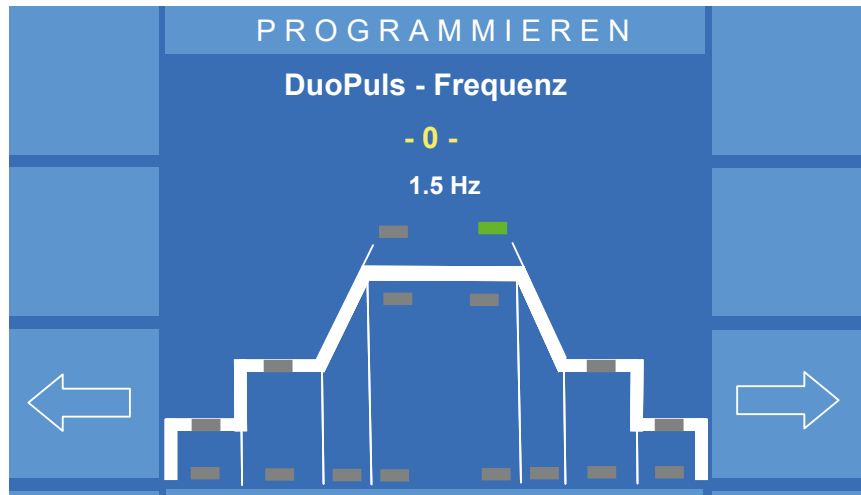 PROGRAMMIEREN
DuoPuls - Frequenz
- 0 -
1.5 Hz